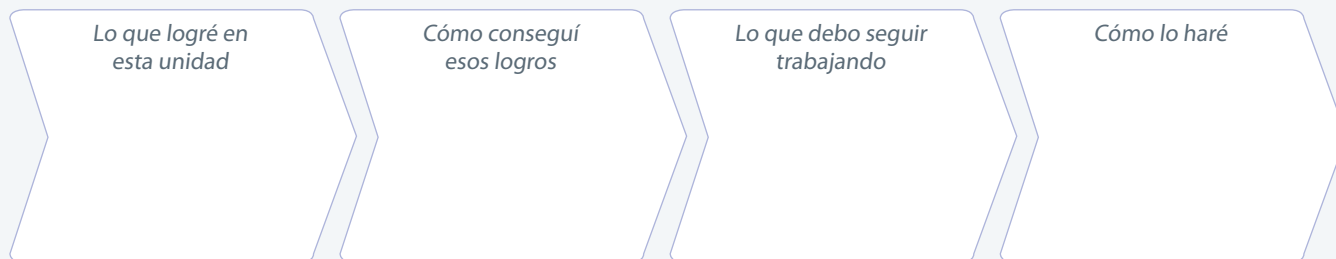 Lo que logré en
esta unidad
Cómo conseguí
esos logros
Lo que debo seguir
trabajando
Cómo lo haré